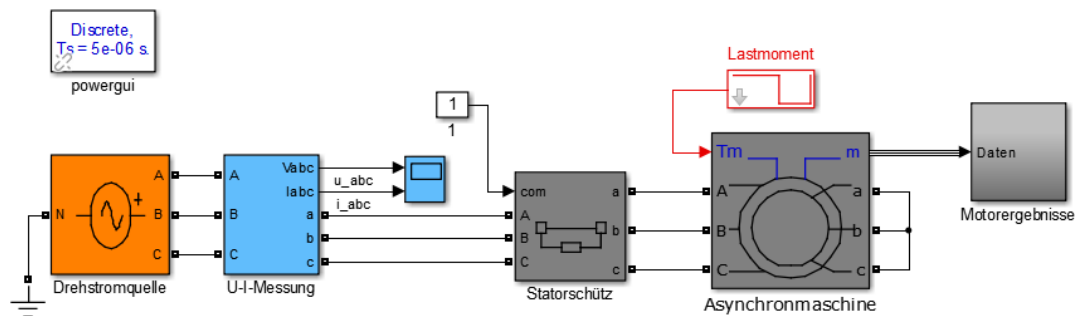 Discrete,
Ts = 5e-06 s.
powergui
Lastmoment
1
1
Tm
m
Daten
Motorergebnisse
N
A
B
C
Drehstromquelle
A
B
C
Vabc
Iabc
a
b
c
U-I-Messung
u_abc
i_abc
com
A
B
C
a
b
c
Statorschütz
A
B
C
a
b
c
Asynchronmaschine